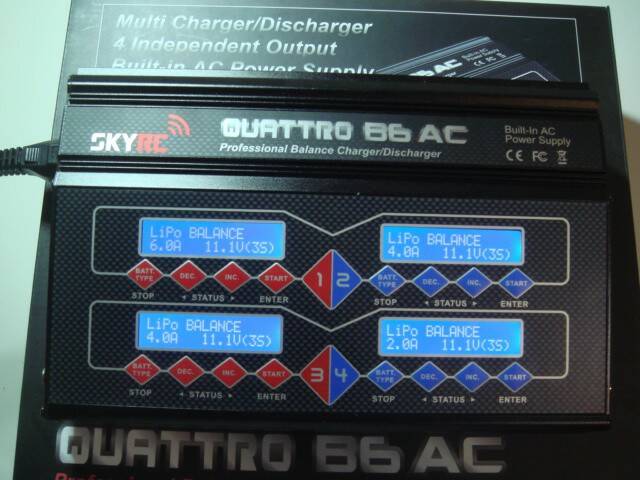 Multi Charger/Discharger
4 Independent Output
Built-in AC Power Supply
SKYRC
QUATTRO B6 AC
Professional Balance Charger/Discharger
Built-In AC
Power Supply
CE FC
LiPo BALANCE
6.0A 11.1V(3S)
LiPo BALANCE
4.0A 11.1V(3S)
BATT. TYPE
DEC.
INC.
START
1
2
BATT. TYPE
DEC.
INC.
START
STOP
◄ STATUS ►
ENTER
STOP
◄ STATUS ►
ENTER
LiPo BALANCE
4.0A 11.1V(3S)
LiPo BALANCE
2.0A 11.1V(3S)
BATT. TYPE
DEC.
INC.
START
3
4
BATT. TYPE
DEC.
INC.
START
STOP
◄ STATUS ►
ENTER
STOP
◄ STATUS ►
ENTER
QUATTRO B6 AC